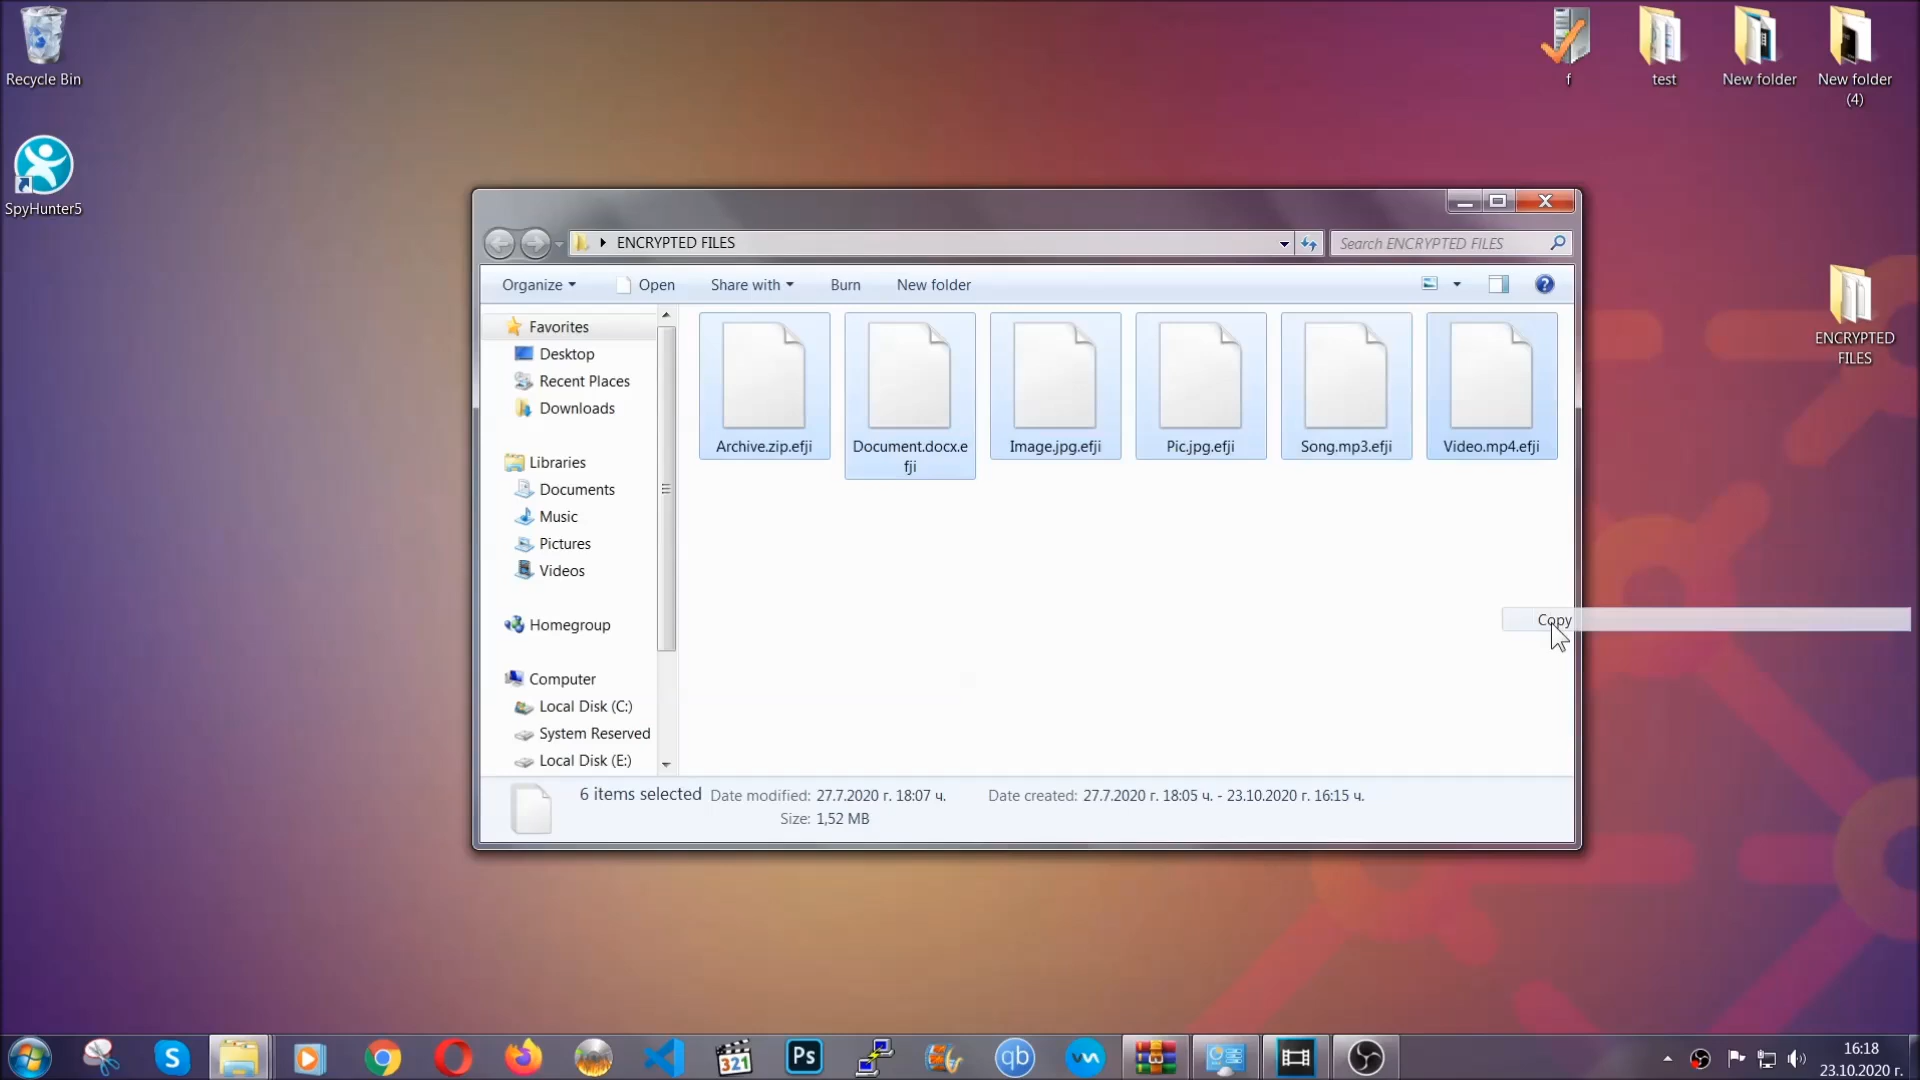 Recycle Bin
SpyHunter5
f
test
New folder
New folder
(4)
ENCRYPTED
FILES
ENCRYPTED FILES
Search ENCRYPTED FILES
Organize
Open
Share with
Burn
New folder
Favorites
Desktop
Recent Places
Downloads
Libraries
Documents
Music
Pictures
Videos
Homegroup
Computer
Local Disk (C:)
System Reserved
Local Disk (E:)
Archive.zip.efji
Document.docx.e
fji
Image.jpg.efji
Pic.jpg.efji
Song.mp3.efji
Video.mp4.efji
Copy
6 items selected
Date modified: 27.7.2020 г. 18:07 ч.
Date created: 27.7.2020 г. 18:05 ч. - 23.10.2020 г. 16:15 ч.
Size: 1,52 MB
S
321
Ps
qb
16:18
23.10.2020 г.